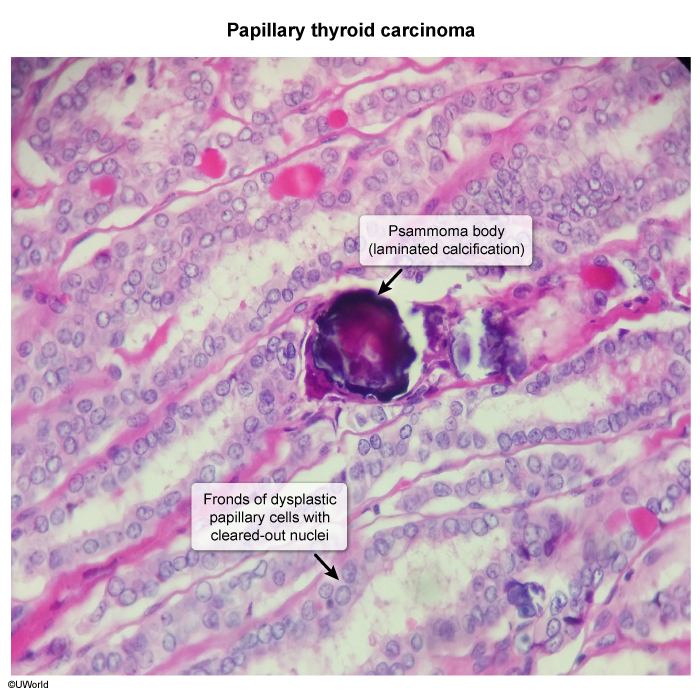 Papillary thyroid carcinoma
Psammoma body
(laminated calcification)
Fronds of dysplastic
papillary cells with
cleared-out nuclei
©UWorld